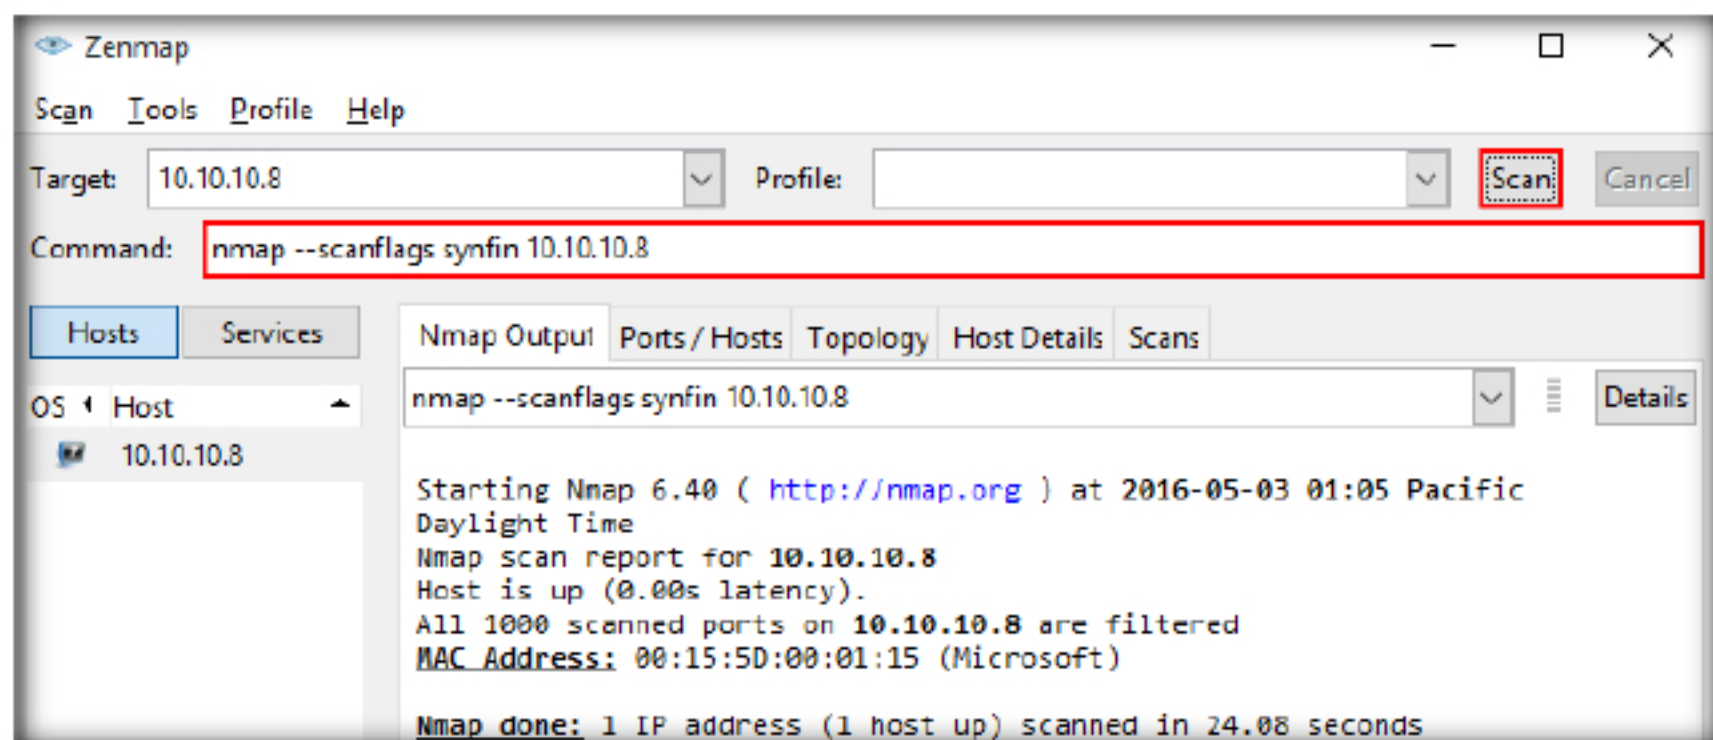 Zenmap
Scan Tools Profile Help
Target: 10.10.10.8 Profile: Scan Cancel
Command: nmap --scanflags synfin 10.10.10.8
Hosts Services Nmap Output Ports / Hosts Topology Host Details Scans
OS Host nmap --scanflags synfin 10.10.10.8 Details
10.10.10.8
Starting Nmap 6.40 ( http://nmap.org ) at 2016-05-03 01:05 Pacific
Daylight Time
Nmap scan report for 10.10.10.8
Host is up (0.00s latency).
All 1000 scanned ports on 10.10.10.8 are filtered
MAC Address: 00:15:5D:00:01:15 (Microsoft)
Nmap done: 1 IP address (1 host up) scanned in 24.08 seconds